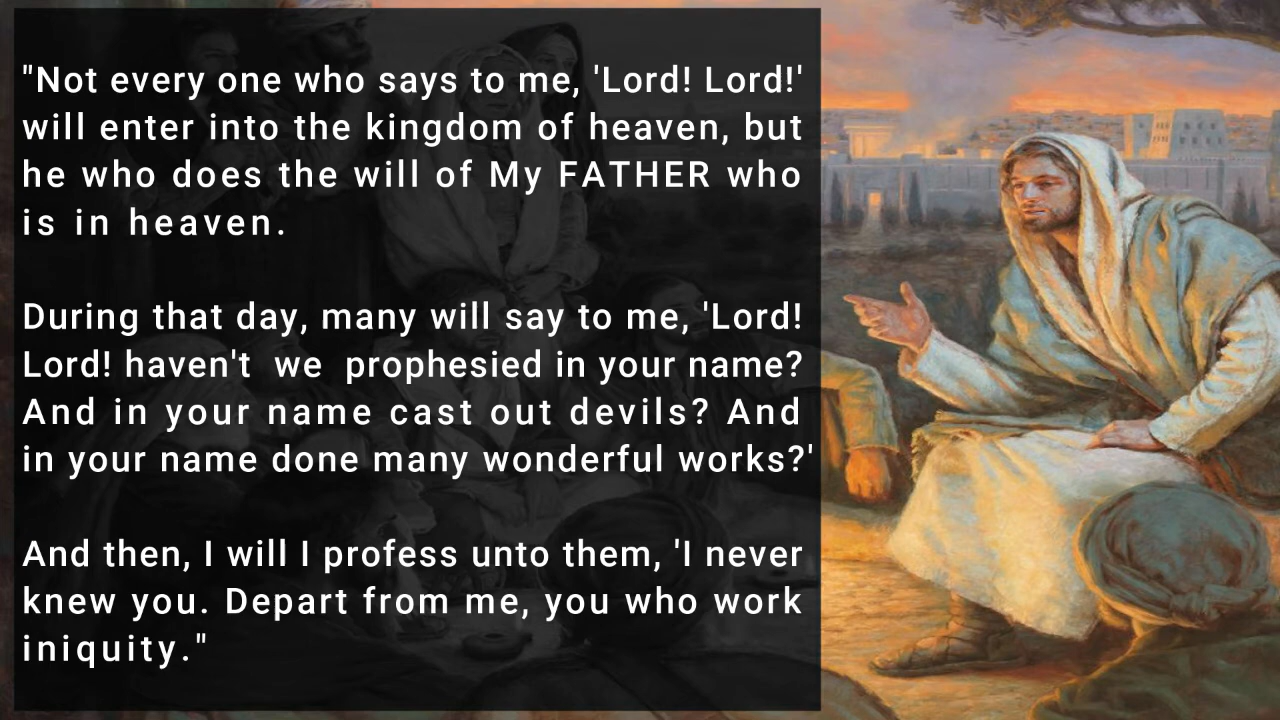 "Not every one who says to me, 'Lord! Lord!'
will enter into the kingdom of heaven, but
he who does the will of My FATHER who
is in heaven.
During that day, many will say to me, 'Lord!
Lord! haven't we prophesied in your name?
And in your name cast out devils? And
in your name done many wonderful works?'
And then, I will I profess unto them, 'I never
knew you. Depart from me, you who work
iniquity."